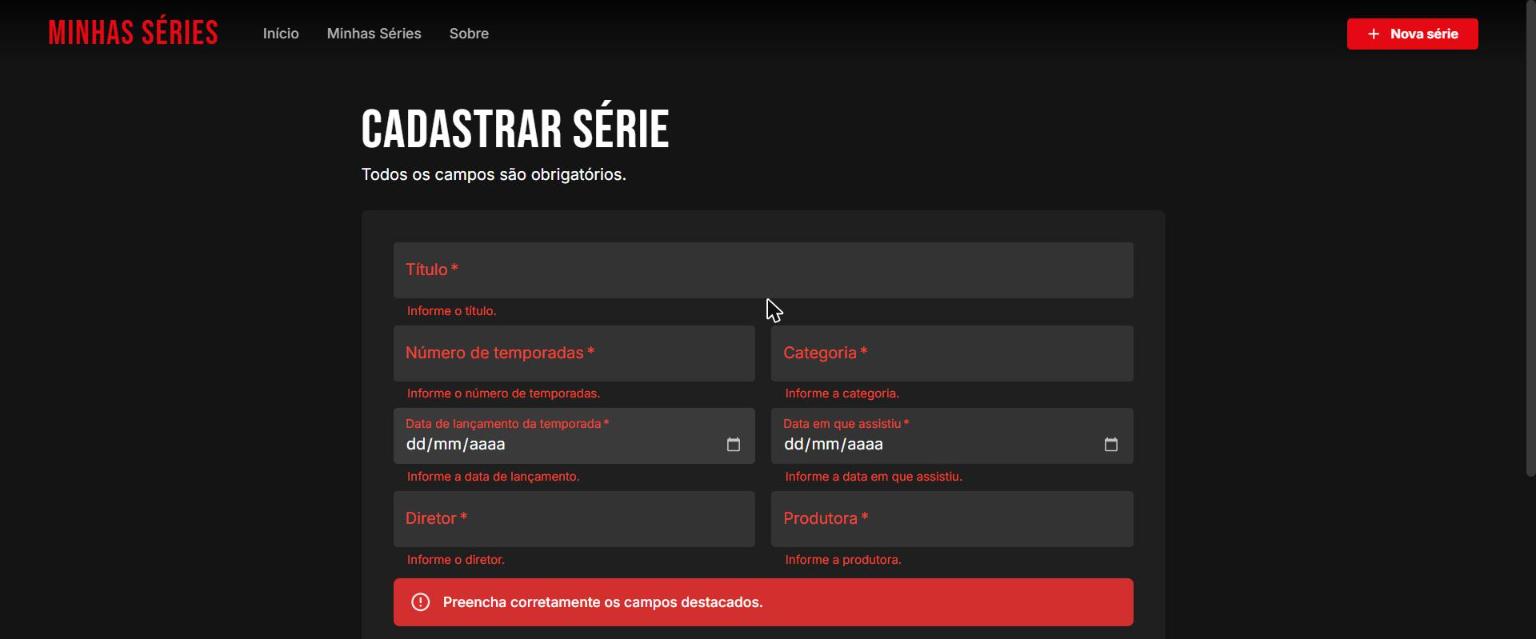 MINHAS SÉRIES Início Minhas Séries Sobre + Nova série
CADASTRAR SÉRIE
Todos os campos são obrigatórios.
Título *
Informe o título.
Número de temporadas * Categoria *
Informe o número de temporadas. Informe a categoria.
Data de lançamento da temporada * Data em que assistiu *
dd/mm/aaaa dd/mm/aaaa
Informe a data de lançamento. Informe a data em que assistiu.
Diretor * Produtora *
Informe o diretor. Informe a produtora.
Preencha corretamente os campos destacados.